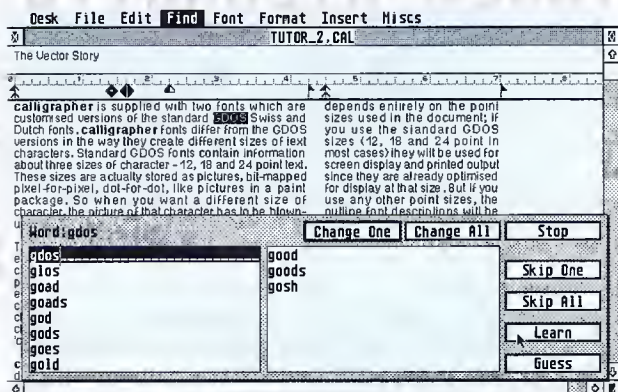 Desk File Edit Find Font Format Insert Miscs
TUTOR_2.CAL
The Vector Story
calligrapher is supplied with two fonts which are
customised versions of the standard GDOS Swiss and
Dutch fonts. calligrapher fonts differ from the GDOS
versions in the way they create different sizes of text
characters. Standard GDOS fonts contain information
about three sizes of character - 12, 18 and 24 point text.
These sizes are actually stored as pictures, bit-mapped
pixel-for-pixel, dot-for-dot, like pictures in a paint
package. So when you want a different size of
character, the picture of that character has to be blown-
depends entirely on the point
sizes used in the document; if
you use the standard GDOS
sizes (12, 18 and 24 point in
most cases) they will be used for
screen display and printed output
since they are already optimised
for display at that size. But if you
use any other point sizes, the
outline font descriptions will be
Word:gdos
Change One
Change All
Stop
gdos
glos
goad
goads
god
gods
goes
gold
good
goods
gosh
Skip One
Skip All
Learn
Guess